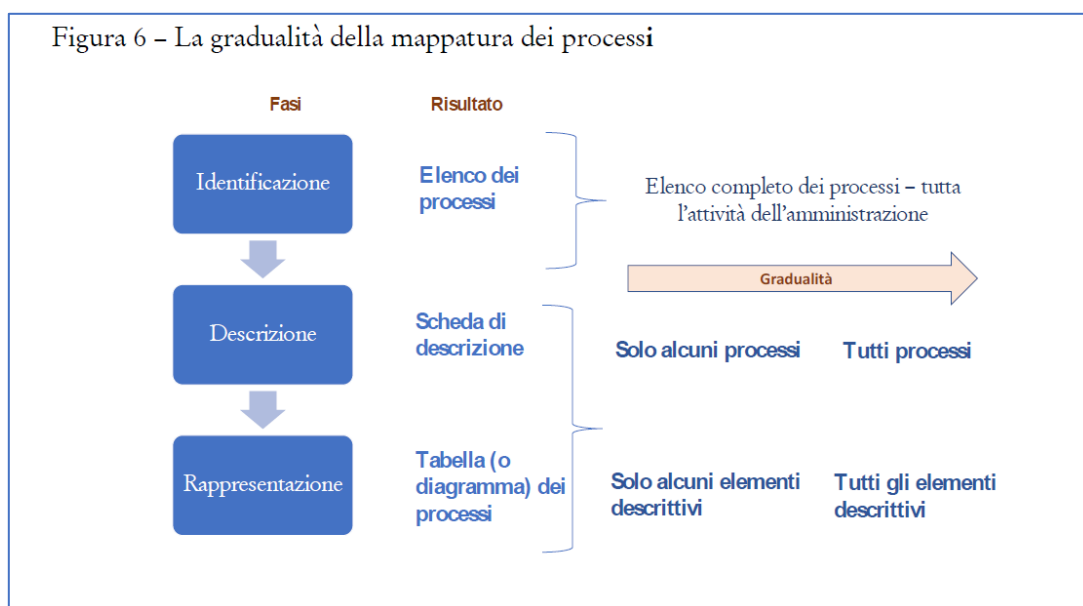 Figura 6 – La gradualità della mappatura dei processi
Fasi
Risultato
Identificazione
Elenco dei
processi
Elenco completo dei processi – tutta
l'attività dell'amministrazione
Gradualità
Descrizione
Scheda di
descrizione
Solo alcuni processi
Tutti processi
Rappresentazione
Tabella (o
diagramma) dei
processi
Solo alcuni elementi
descrittivi
Tutti gli elementi
descrittivi